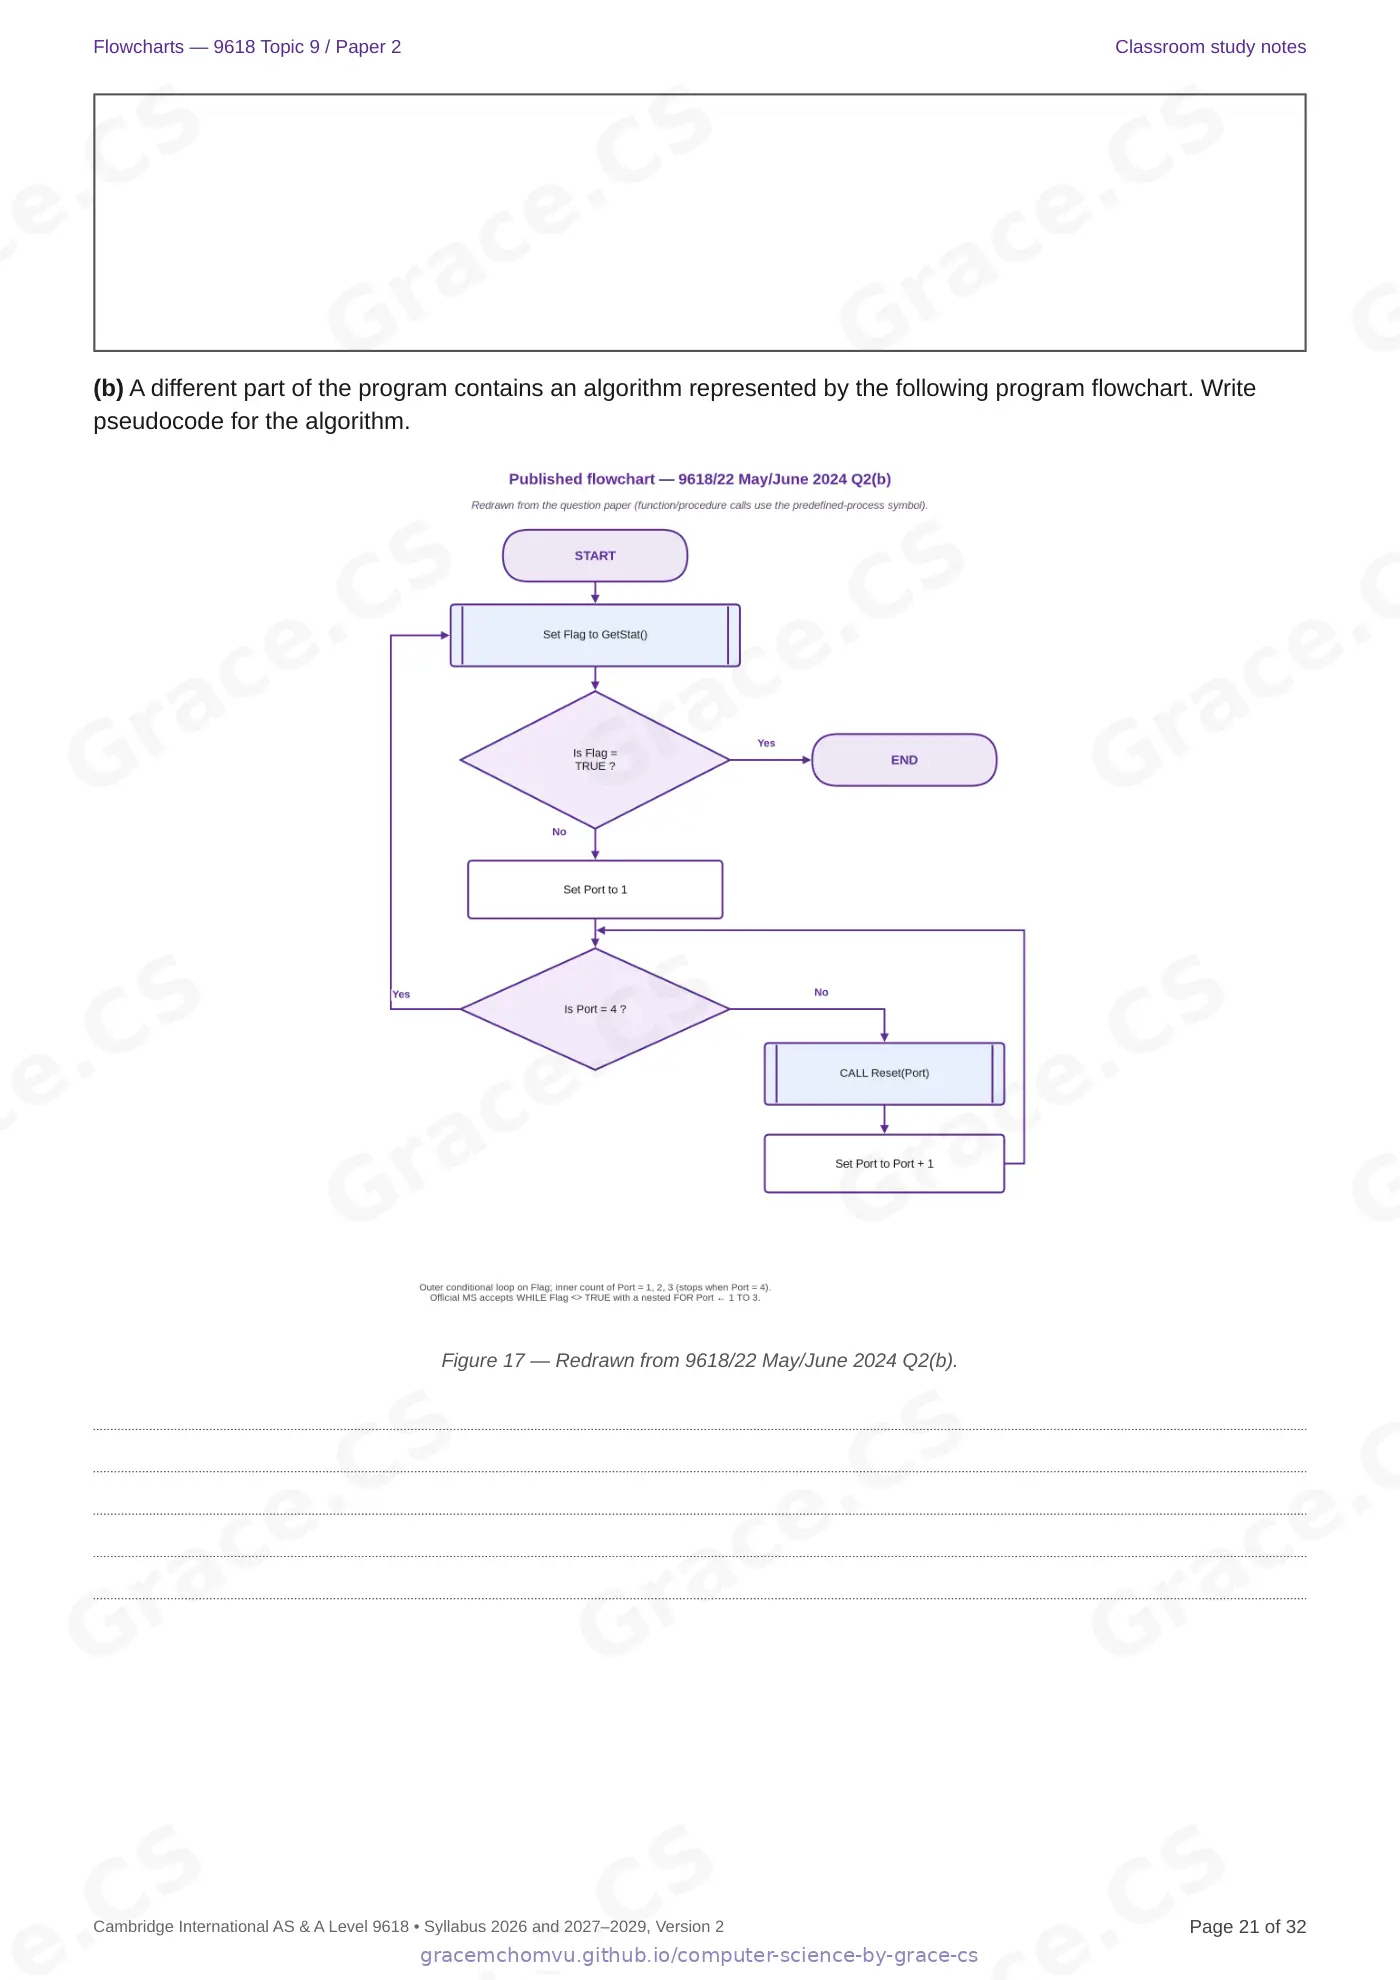 Flowcharts — 9618 Topic 9 / Paper 2
Classroom study notes
(b) A different part of the program contains an algorithm represented by the following program flowchart. Write
pseudocode for the algorithm.
Published flowchart — 9618/22 May/June 2024 Q2(b)
Redrawn from the question paper (function/procedure calls use the predefined-process symbol).
START
Set Flag to GetStat()
Is Flag =
TRUE ?
Yes
END
No
Set Port to 1
Is Port = 4 ?
Yes
No
CALL Reset(Port)
Set Port to Port + 1
Outer conditional loop on Flag; inner count of Port = 1, 2, 3 (stops when Port = 4).
Official MS accepts WHILE Flag <> TRUE with a nested FOR Port ← 1 TO 3.
Figure 17 — Redrawn from 9618/22 May/June 2024 Q2(b).
Cambridge International AS & A Level 9618 • Syllabus 2026 and 2027–2029, Version 2
Page 21 of 32
gracemchomvu.github.io/computer-science-by-grace-cs
Grace.CS